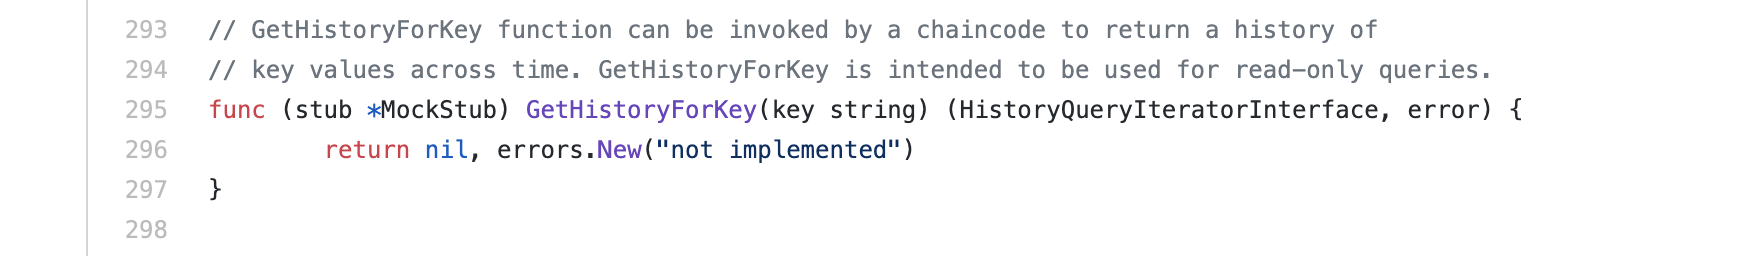 293 // GetHistoryForKey function can be invoked by a chaincode to return a history of
294 // key values across time. GetHistoryForKey is intended to be used for read-only queries.
295 func (stub *MockStub) GetHistoryForKey(key string) (HistoryQueryIteratorInterface, error) {
296 return nil, errors.New("not implemented")
297 }
298